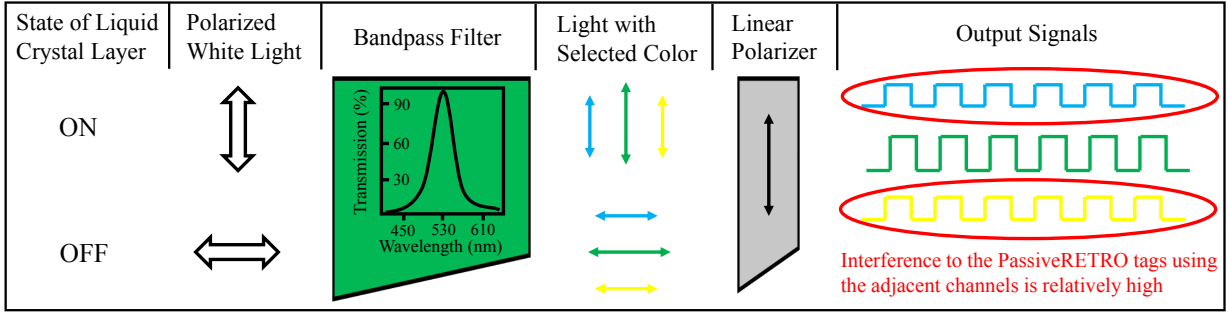 State of Liquid
Crystal Layer
Polarized
White Light
Bandpass Filter
Light with
Selected Color
Linear
Polarizer
Output Signals
ON
OFF
Transmission (%)
90
60
30
450 530 610
Wavelength (nm)
Interference to the PassiveRETRO tags using
the adjacent channels is relatively high